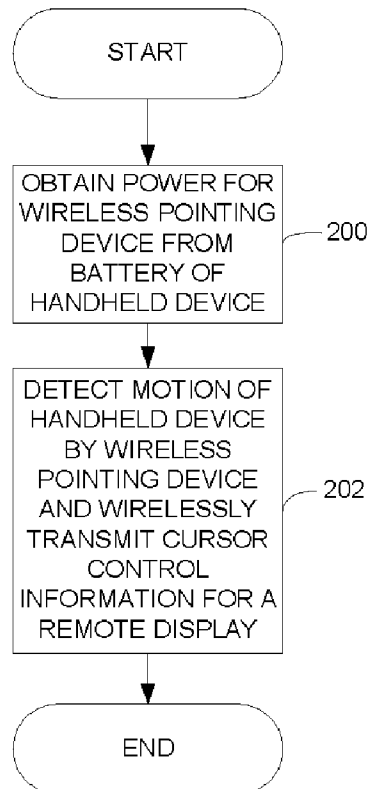 START
OBTAIN POWER FOR
WIRELESS POINTING
DEVICE FROM
BATTERY OF
HANDHELD DEVICE
200
DETECT MOTION OF
HANDHELD DEVICE
BY WIRELESS
POINTING DEVICE
AND WIRELESSLY
TRANSMIT CURSOR
CONTROL
INFORMATION FOR A
REMOTE DISPLAY
202
END